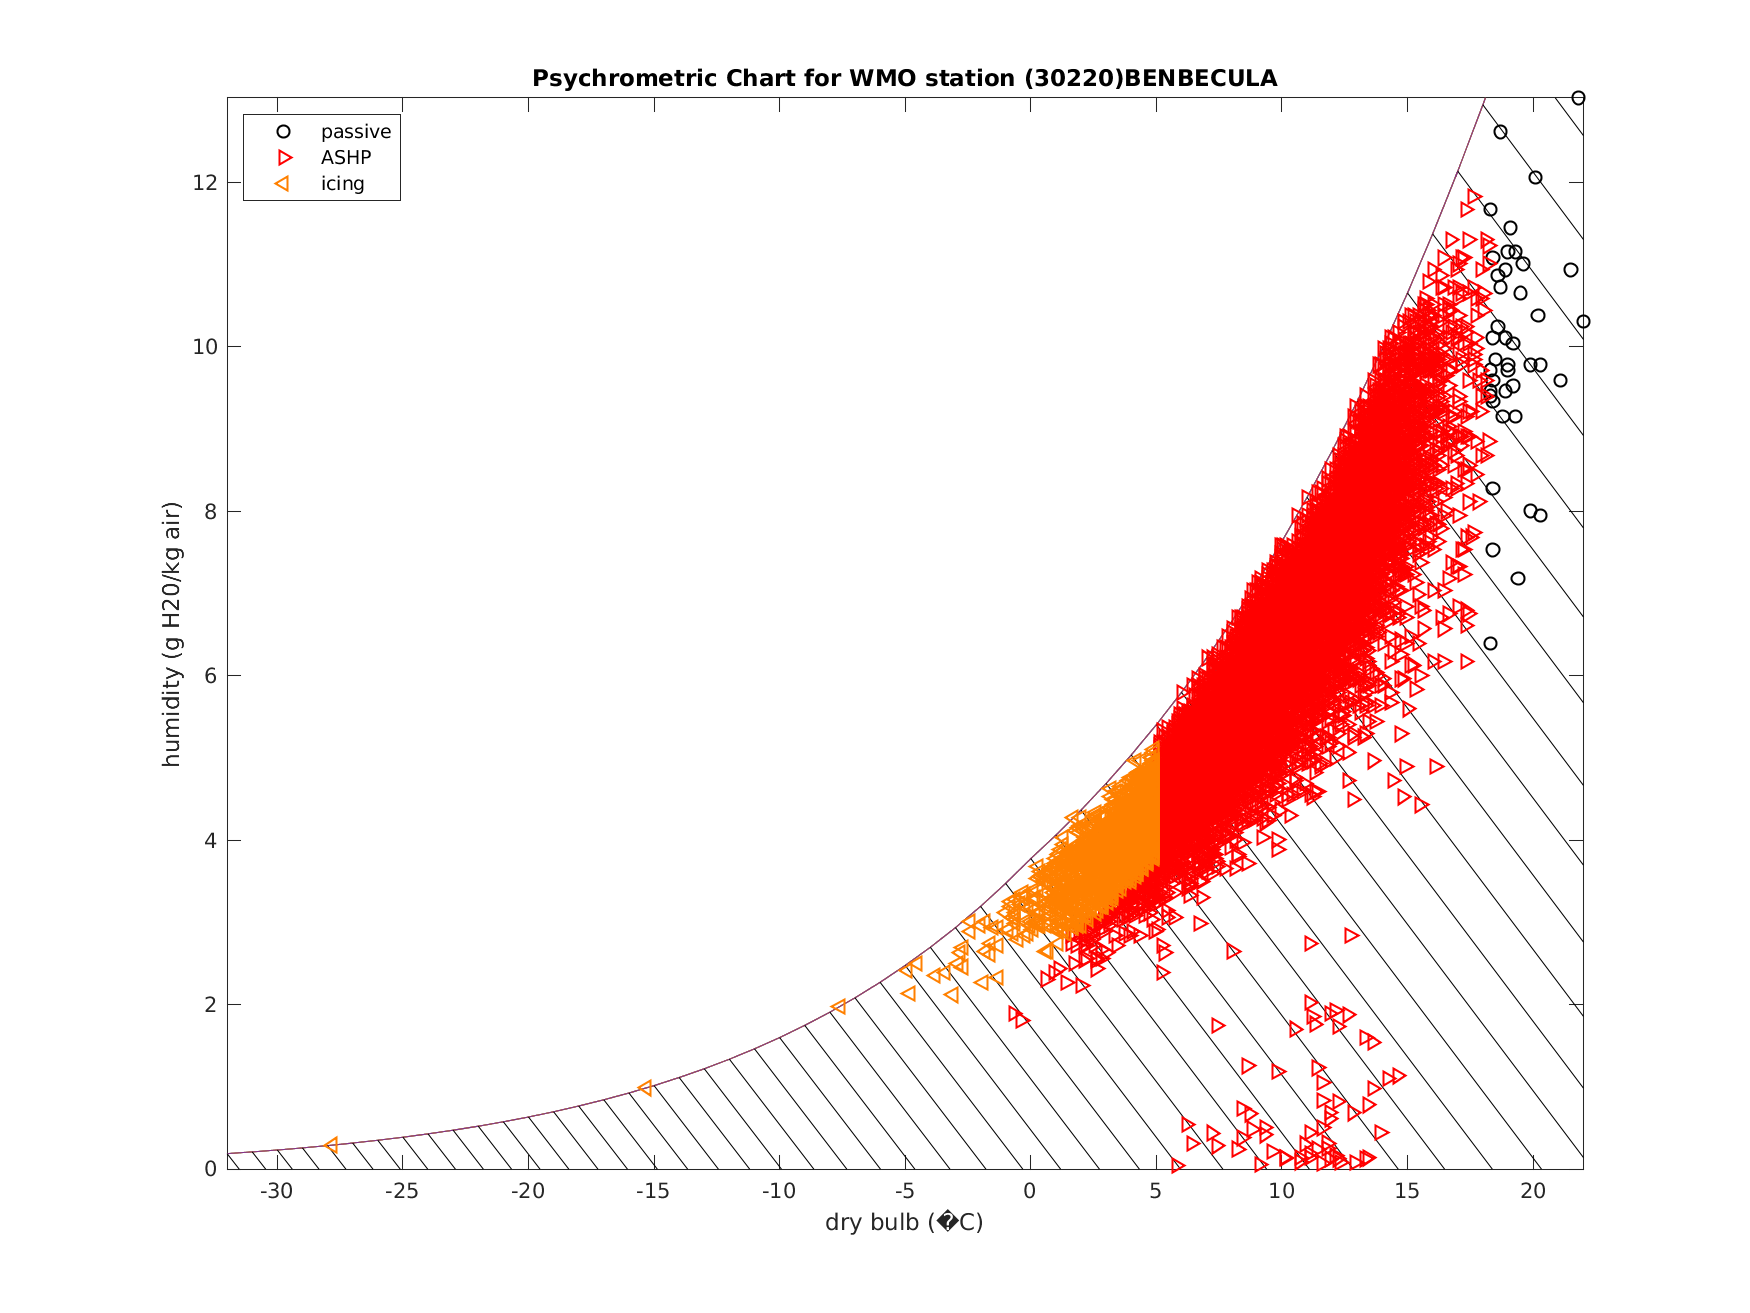 Psychrometric Chart for WMO station (30220)BENBECULA
passive
ASHP
icing
humidity (g H20/kg air)
12
10
8
6
4
2
0
-30 -25 -20 -15 -10 -5 0 5 10 15 20
dry bulb (�C)